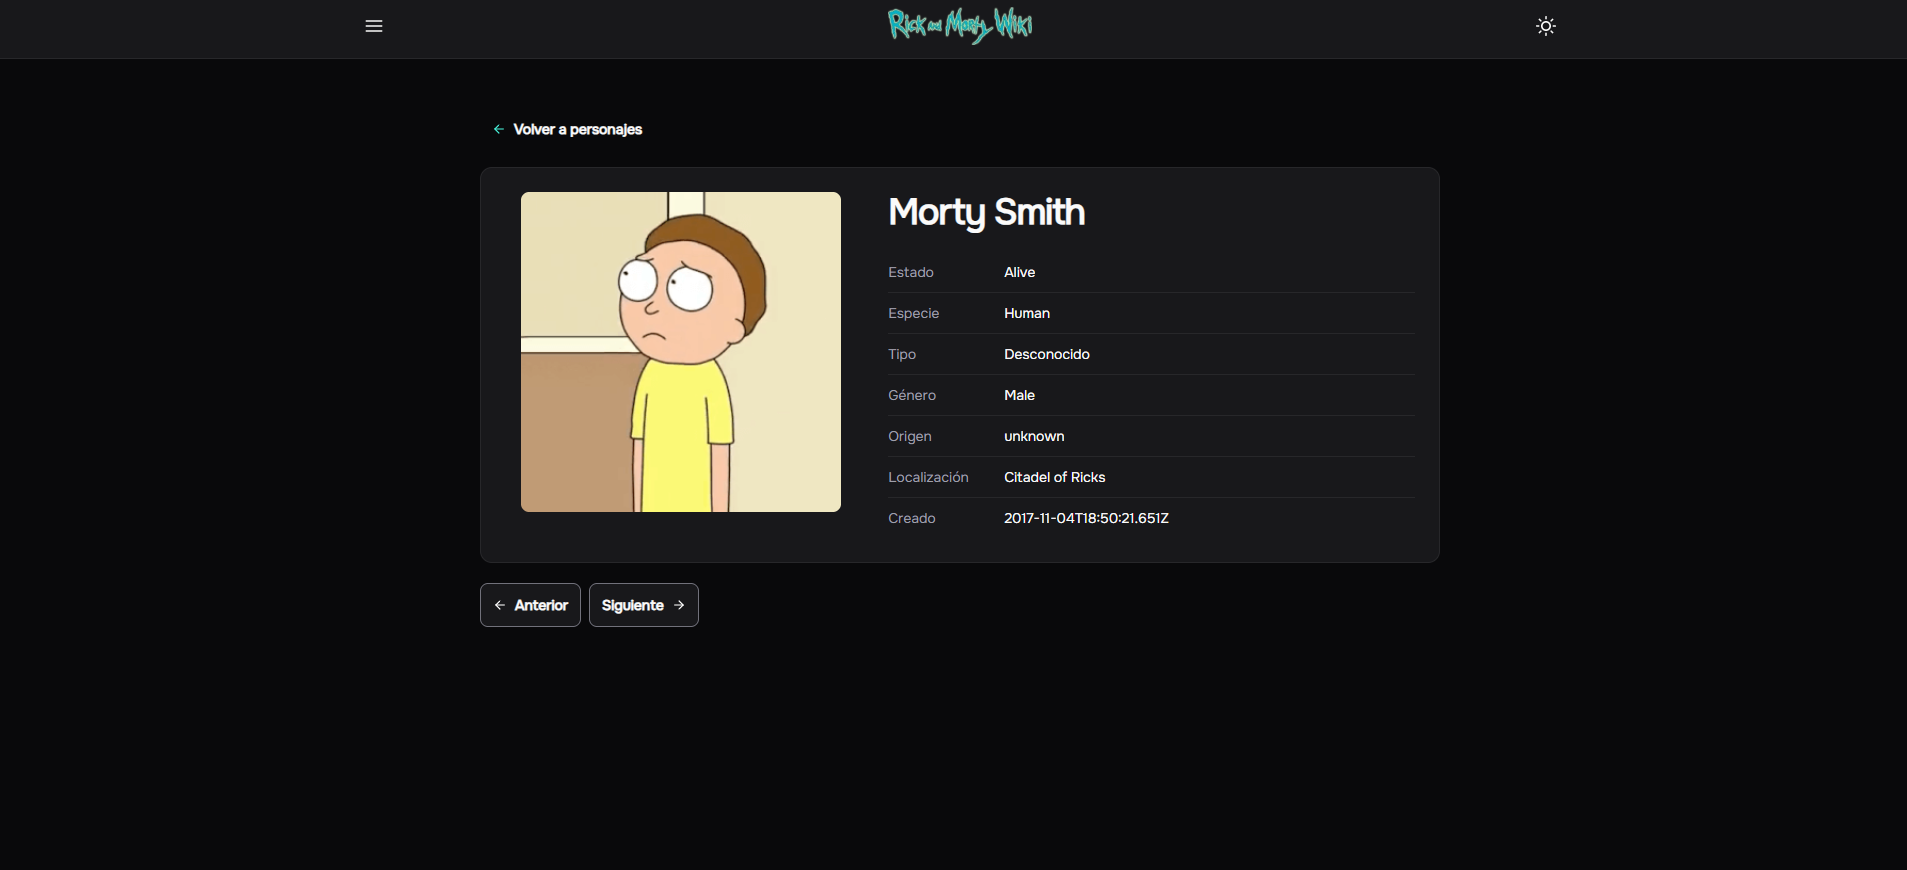 Rick and Morty Wiki
Volver a personajes
Morty Smith
Estado Alive
Especie Human
Tipo Desconocido
Género Male
Origen unknown
Localización Citadel of Ricks
Creado 2017-11-04T18:50:21.651Z
Anterior
Siguiente